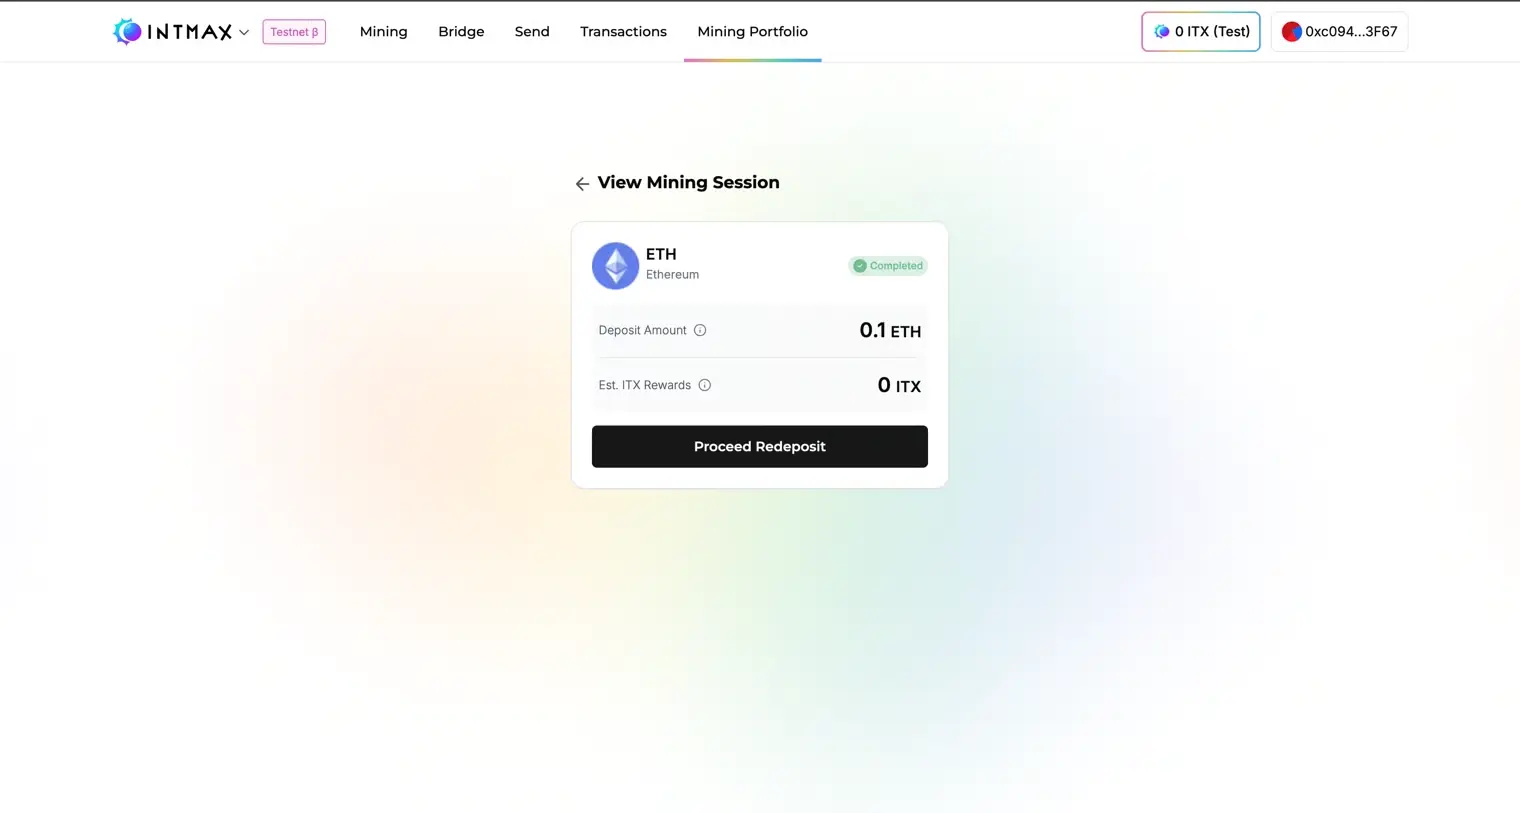 INTMAX Testnet β Mining Bridge Send Transactions Mining Portfolio 0 ITX (Test) 0xc094...3F67
View Mining Session
ETH
Ethereum
Completed
Deposit Amount 0.1 ETH
Est. ITX Rewards 0 ITX
Proceed Redeposit